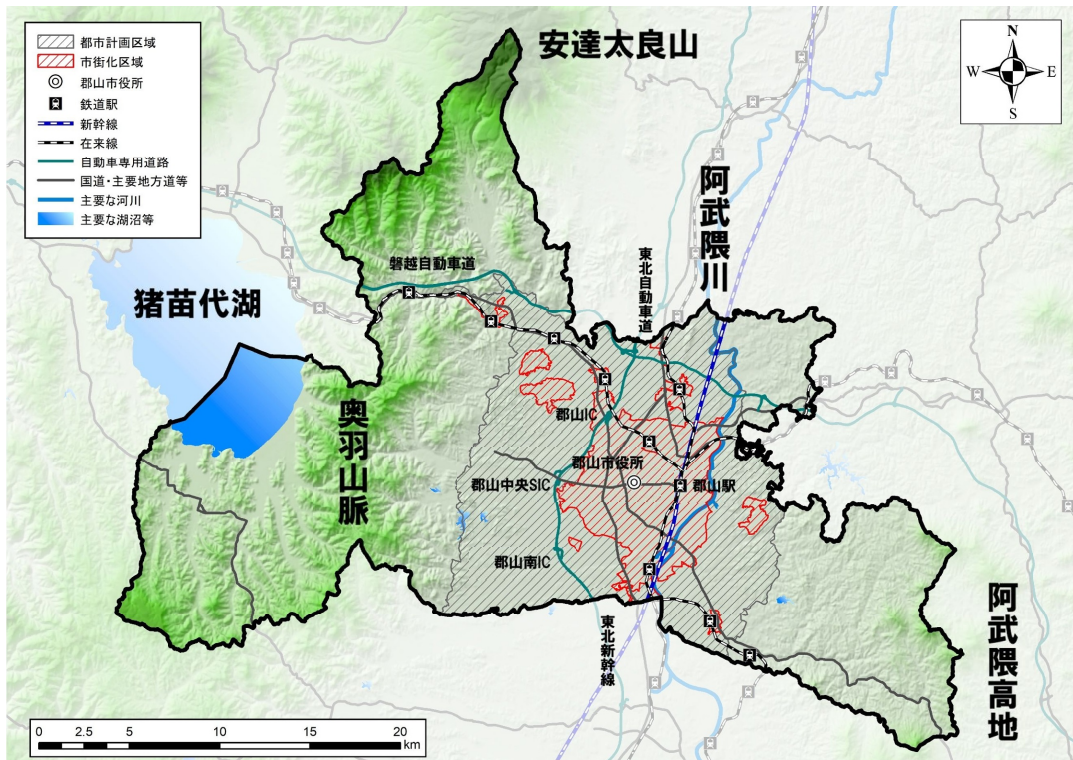 都市計画区域
市街化区域
郡山市役所
鉄道駅
新幹線
在来線
自動車専用道路
国道・主要地方道等
主要な河川
主要な湖沼等
安達太良山
N
W
E
S
阿武隈川
磐越自動車道
東北自動車道
猪苗代湖
奥羽山脈
郡山IC
郡山市役所
郡山中央SIC
郡山駅
郡山南IC
東北新幹線
阿武隈高地
0 2.5 5 10 15 20
km